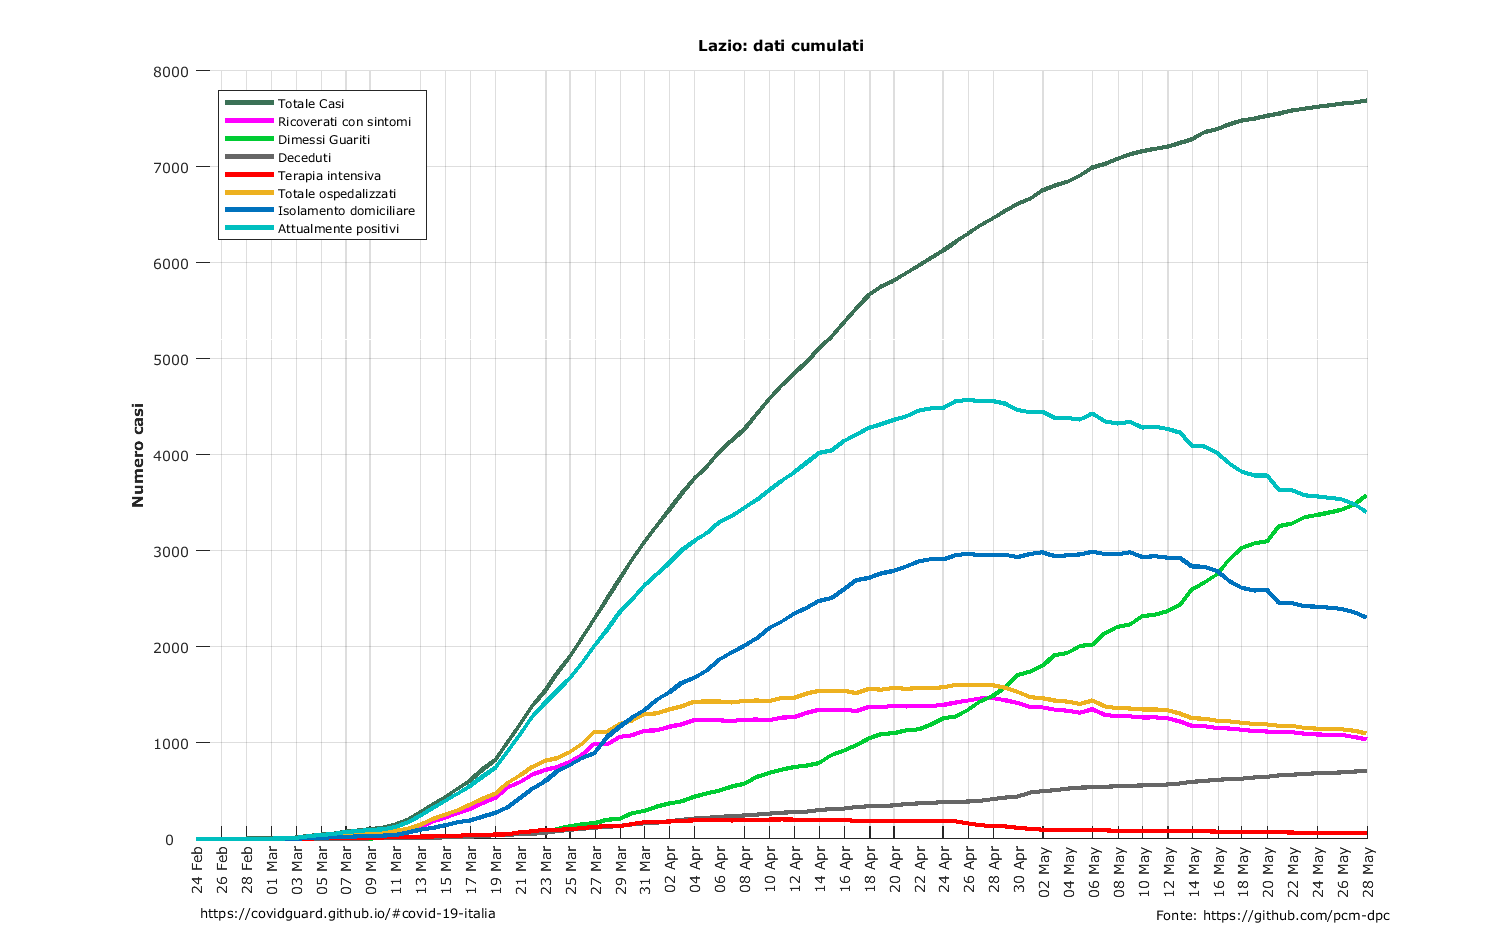 Lazio: dati cumulati
Numero casi
8000
7000
6000
5000
4000
3000
2000
1000
0
Totale Casi
Ricoverati con sintomi
Dimessi Guariti
Deceduti
Terapia intensiva
Totale ospedalizzati
Isolamento domiciliare
Attualmente positivi
24 Feb
26 Feb
28 Feb
01 Mar
03 Mar
05 Mar
07 Mar
09 Mar
11 Mar
13 Mar
15 Mar
17 Mar
19 Mar
21 Mar
23 Mar
25 Mar
27 Mar
29 Mar
31 Mar
02 Apr
04 Apr
06 Apr
08 Apr
10 Apr
12 Apr
14 Apr
16 Apr
18 Apr
20 Apr
22 Apr
24 Apr
26 Apr
28 Apr
30 Apr
02 May
04 May
06 May
08 May
10 May
12 May
14 May
16 May
18 May
20 May
22 May
24 May
26 May
28 May
https://covidguard.github.io/#covid-19-italia
Fonte: https://github.com/pcm-dpc